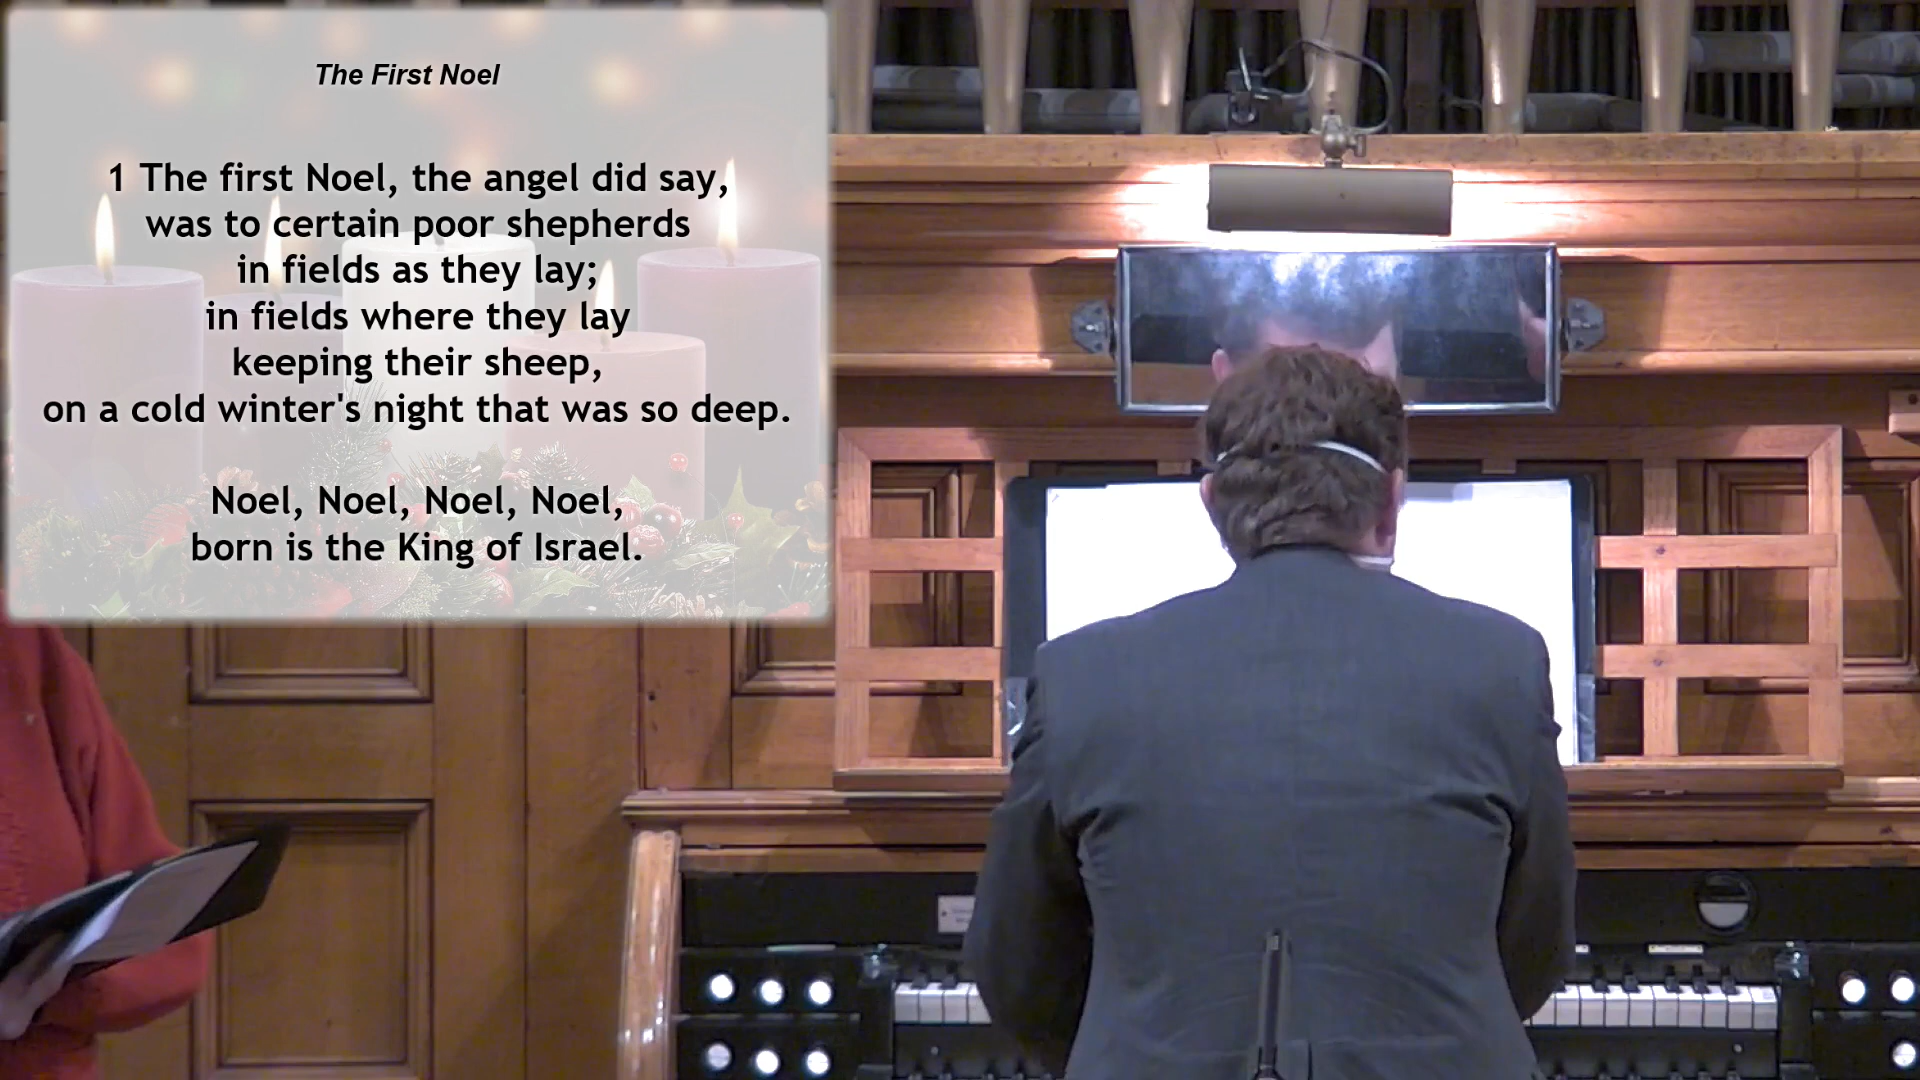 The First Noel
1 The first Noel, the angel did say,
was to certain poor shepherds
in fields as they lay;
in fields where they lay
keeping their sheep,
on a cold winter's night that was so deep.
Noel, Noel, Noel, Noel,
born is the King of Israel.